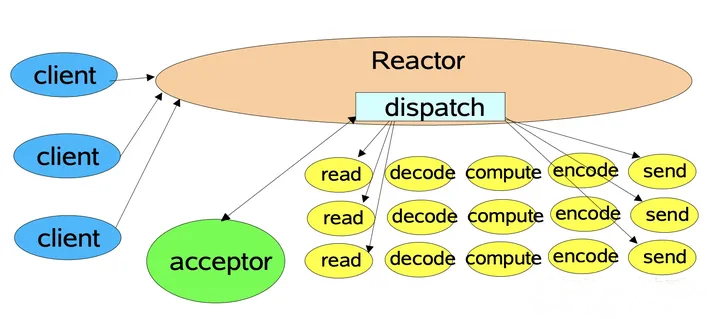 Reactor
client
dispatch
client
read decode compute encode send
read decode compute encode send
client
acceptor
read decode compute encode send